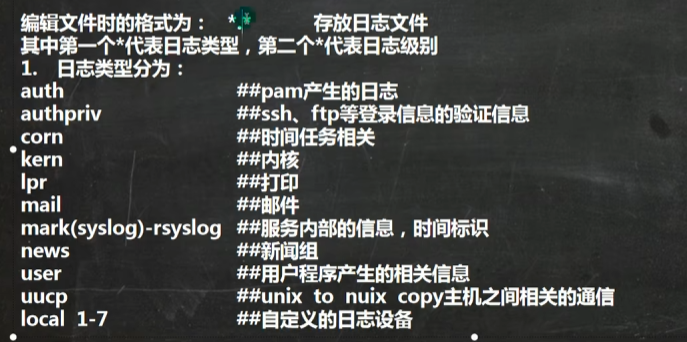 编辑文件时的格式为： *. 存放日志文件
其中第一个*代表日志类型，第二个*代表日志级别
1. 日志类型分为：
auth ##pam产生的日志
authpriv ##ssh、ftp等登录信息的验证信息
corn ##时间任务相关
kern ##内核
lpr ##打印
mail ##邮件
mark(syslog)-rsyslog ##服务内部的信息，时间标识
news ##新闻组
user ##用户程序产生的相关信息
uucp ##unix to nuix copy主机之间相关的通信
local 1-7 ##自定义的日志设备